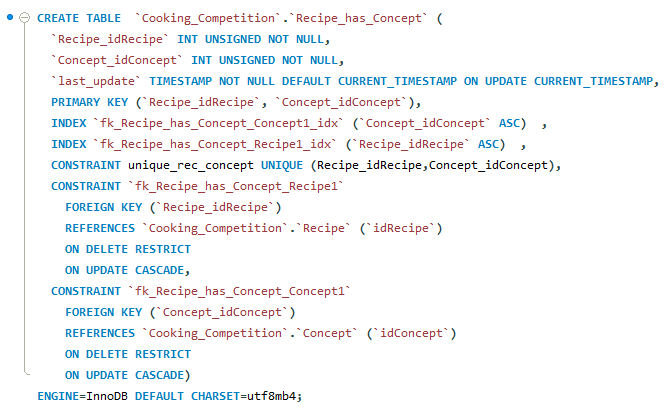 CREATE TABLE  `Cooking_Competition`.`Recipe_has_Concept` (
  `Recipe_idRecipe` INT UNSIGNED NOT NULL,
  `Concept_idConcept` INT UNSIGNED NOT NULL,
  `last_update` TIMESTAMP NOT NULL DEFAULT CURRENT_TIMESTAMP ON UPDATE CURRENT_TIMESTAMP,
  PRIMARY KEY (`Recipe_idRecipe`, `Concept_idConcept`),
  INDEX `fk_Recipe_has_Concept_Concept1_idx` (`Concept_idConcept` ASC)  ,
  INDEX `fk_Recipe_has_Concept_Recipe1_idx` (`Recipe_idRecipe` ASC)  ,
  CONSTRAINT unique_rec_concept UNIQUE (Recipe_idRecipe,Concept_idConcept),
  CONSTRAINT `fk_Recipe_has_Concept_Recipe1`
    FOREIGN KEY (`Recipe_idRecipe`)
    REFERENCES `Cooking_Competition`.`Recipe` (`idRecipe`)
    ON DELETE RESTRICT
    ON UPDATE CASCADE,
  CONSTRAINT `fk_Recipe_has_Concept_Concept1`
    FOREIGN KEY (`Concept_idConcept`)
    REFERENCES `Cooking_Competition`.`Concept` (`idConcept`)
    ON DELETE RESTRICT
    ON UPDATE CASCADE)
ENGINE=InnoDB DEFAULT CHARSET=utf8mb4;